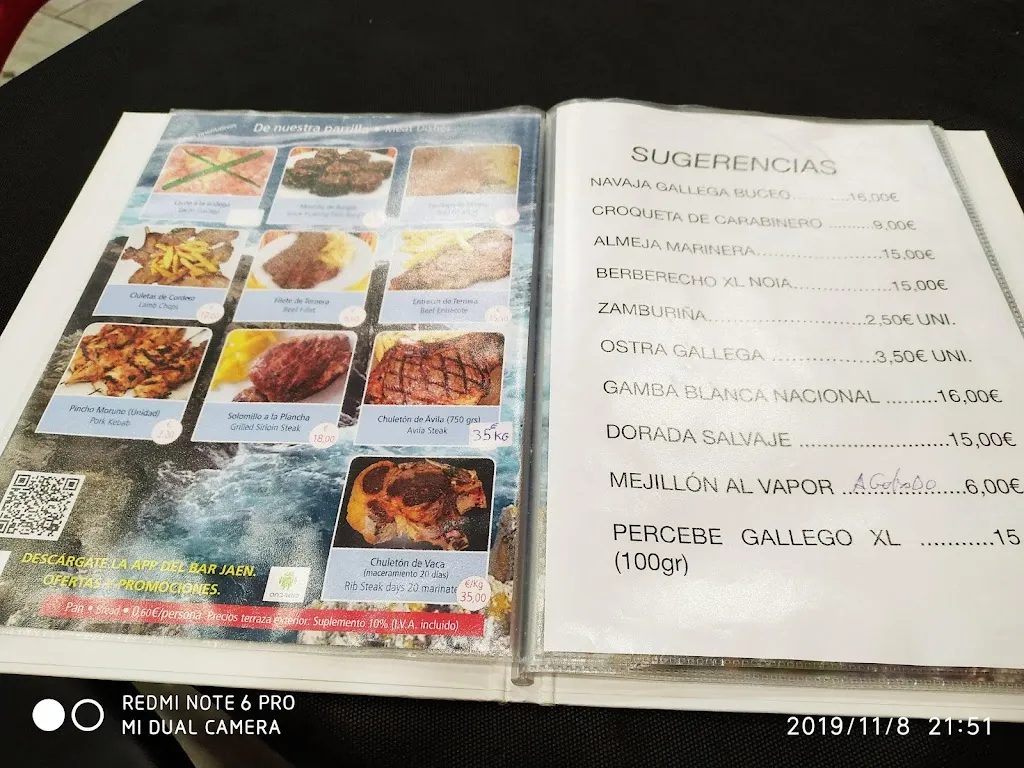 De nuestra parrilla • Meat Dishes
Chuletas de Cordero
Lamb Chops
Filete de Ternera
Beef Fillet
Entrecot de Ternera
Beef Entrecote
Pincho Moruno (Unidad)
Pork Kebab
Solomillo a la Plancha
Grilled Sirloin Steak
€
18,00
Chuletón de Ávila (750 grs)
Avila Steak
35€ KG
Chuletón de Vaca
(maceramiento 20 días)
Rib Steak days 20 marinate
€/Kg
35,00
DESCÁRGATE LA APP DEL BAR JAEN.
OFERTAS Y PROMOCIONES.
ANDROID
Pan • Bread • 0,60€/persona Precios terraza exterior: Suplemento 10% (I.V.A. incluido)
SUGERENCIAS
NAVAJA GALLEGA BUCEO............16,00€
CROQUETA DE CARABINERO .........9,00€
ALMEJA MARINERA......................15,00€
BERBERECHO XL NOIA.................15,00€
ZAMBURIÑA...........................2,50€ UNI.
OSTRA GALLEGA ..................3,50€ UNI.
GAMBA BLANCA NACIONAL .........16,00€
DORADA SALVAJE ........................15,00€
MEJILLÓN AL VAPOR ...AGOTADO....6,00€
PERCEBE GALLEGO XL ...........15
(100gr)
REDMI NOTE 6 PRO
MI DUAL CAMERA
2019/11/8 21:51